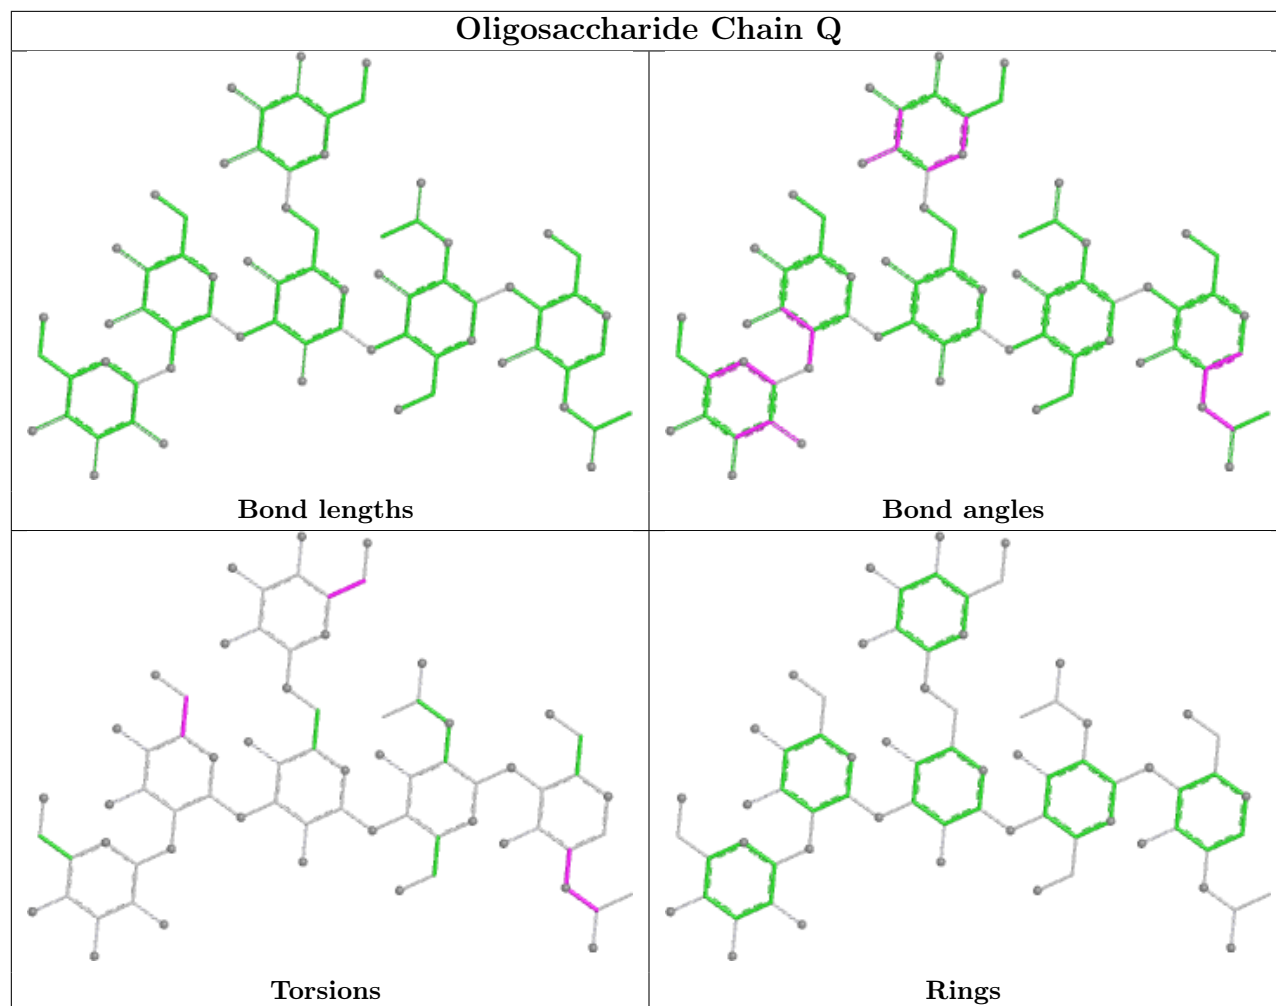 Oligosaccharide Chain Q
Bond lengths
Bond angles
Torsions
Rings